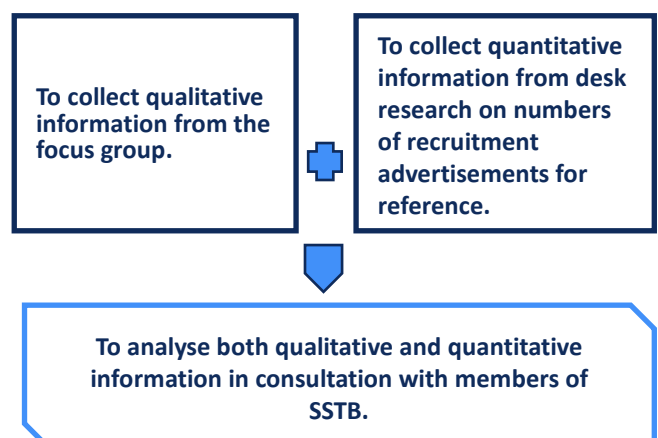 To collect qualitative
information from the
focus group.
To collect quantitative
information from desk
research on numbers
of recruitment
advertisements for
reference.
To analyse both qualitative and quantitative
information in consultation with members of
SSTB.